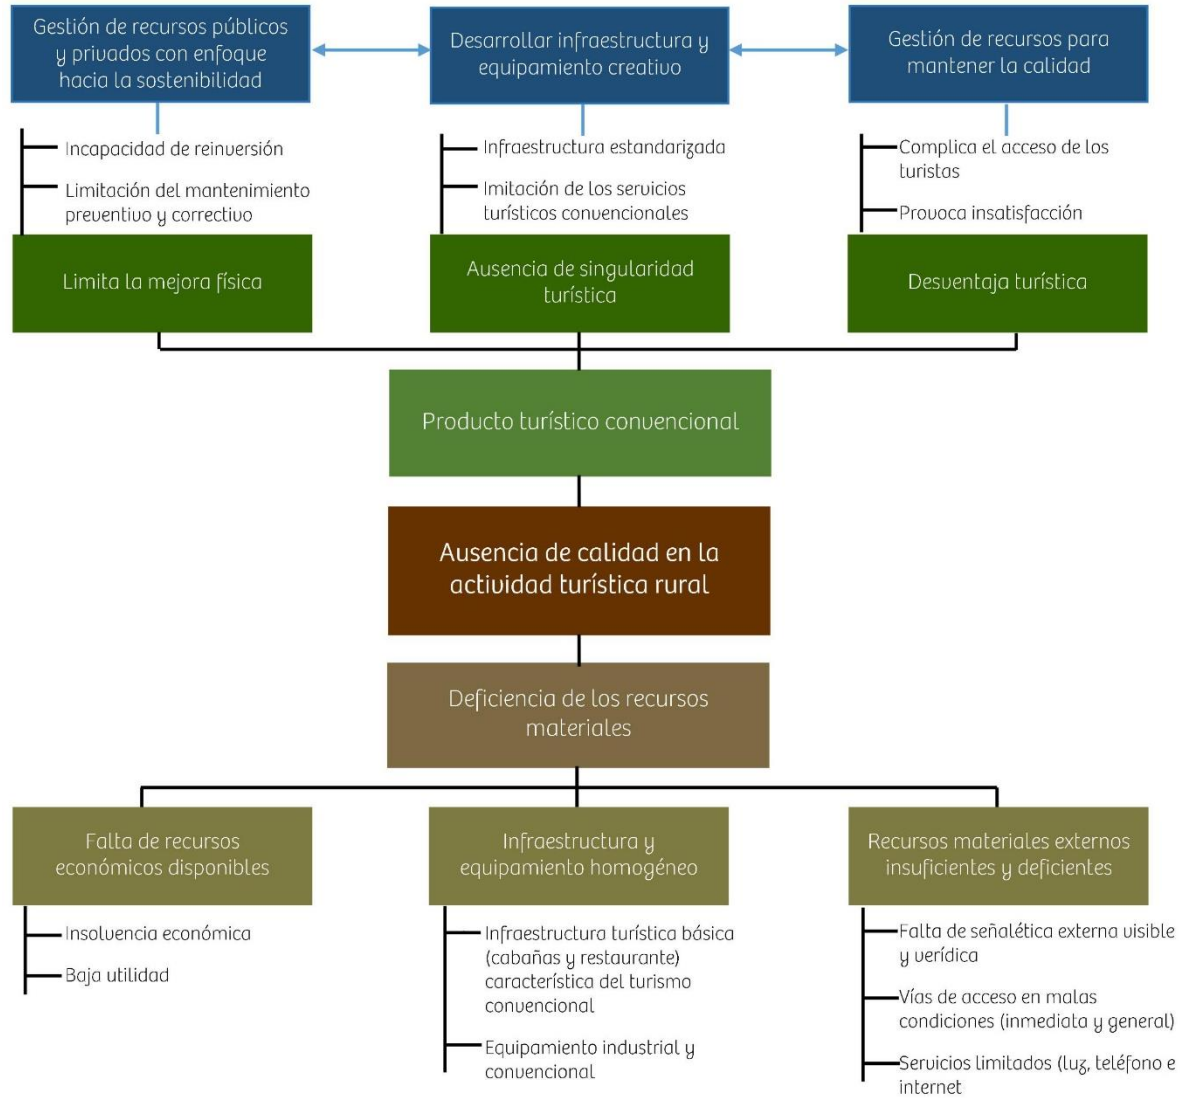 Gestión de recursos públicos
y privados con enfoque
hacia la sostenibilidad
Desarrollar infraestructura y
equipamiento creativo
Gestión de recursos para
mantener la calidad
Incapacidad de reinversión
Limitación del mantenimiento
preventivo y correctivo
Infraestructura estandarizada
Imitación de los servicios
turísticos convencionales
Complica el acceso de los
turistas
Provoca insatisfacción
Limita la mejora física
Ausencia de singularidad
turística
Desventaja turística
Producto turístico convencional
Ausencia de calidad en la
actividad turística rural
Deficiencia de los recursos
materiales
Falta de recursos
económicos disponibles
Infraestructura y
equipamiento homogéneo
Recursos materiales externos
insuficientes y deficientes
Insolvencia económica
Baja utilidad
Infraestructura turística básica
(cabañas y restaurante)
característica del turismo
convencional
Equipamiento industrial y
convencional
Falta de señalética externa visible
y verídica
Vías de acceso en malas
condiciones (inmediata y general)
Servicios limitados (luz, teléfono e
internet